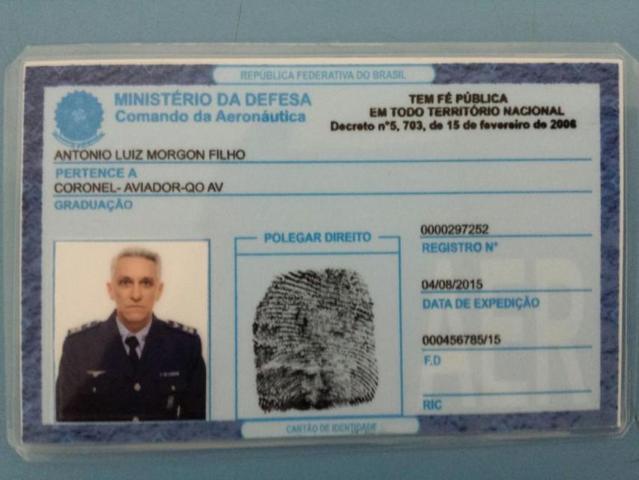 REPÚBLICA FEDERATIVA DO BRASIL
MINISTÉRIO DA DEFESA
Comando da Aeronáutica
TEM FÉ PÚBLICA
EM TODO TERRITÓRIO NACIONAL
Decreto n°5, 703, de 15 de fevereiro de 2006
ANTONIO LUIZ MORGON FILHO
PERTENCE A
CORONEL- AVIADOR-QO AV
GRADUAÇÃO
POLEGAR DIREITO
0000297252
REGISTRO N°
04/08/2015
DATA DE EXPEDIÇÃO
000456785/15
F.D
RIC
AER
CARTÃO DE IDENTIDADE